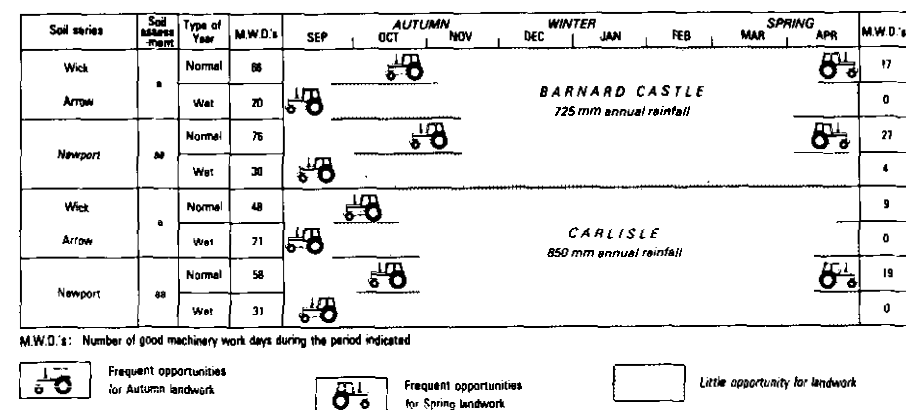 Soil series Soil assess -ment Type of Year M.W.D.'s AUTUMN WINTER SPRING M.W.D.'s
SEP OCT NOV DEC JAN FEB MAR APR
Wick a Normal 66 17
Arrow Wet 20 0
BARNARD CASTLE
725 mm annual rainfall
Newport aa Normal 76 27
Wet 30 4
Wick a Normal 48 9
Arrow Wet 21 0
CARLISLE
850 mm annual rainfall
Newport aa Normal 58 19
Wet 31 0
M.W.D.'s: Number of good machinery work days during the period indicated
Frequent opportunities
for Autumn landwork
Frequent opportunities
for Spring landwork
Little opportunity for landwork